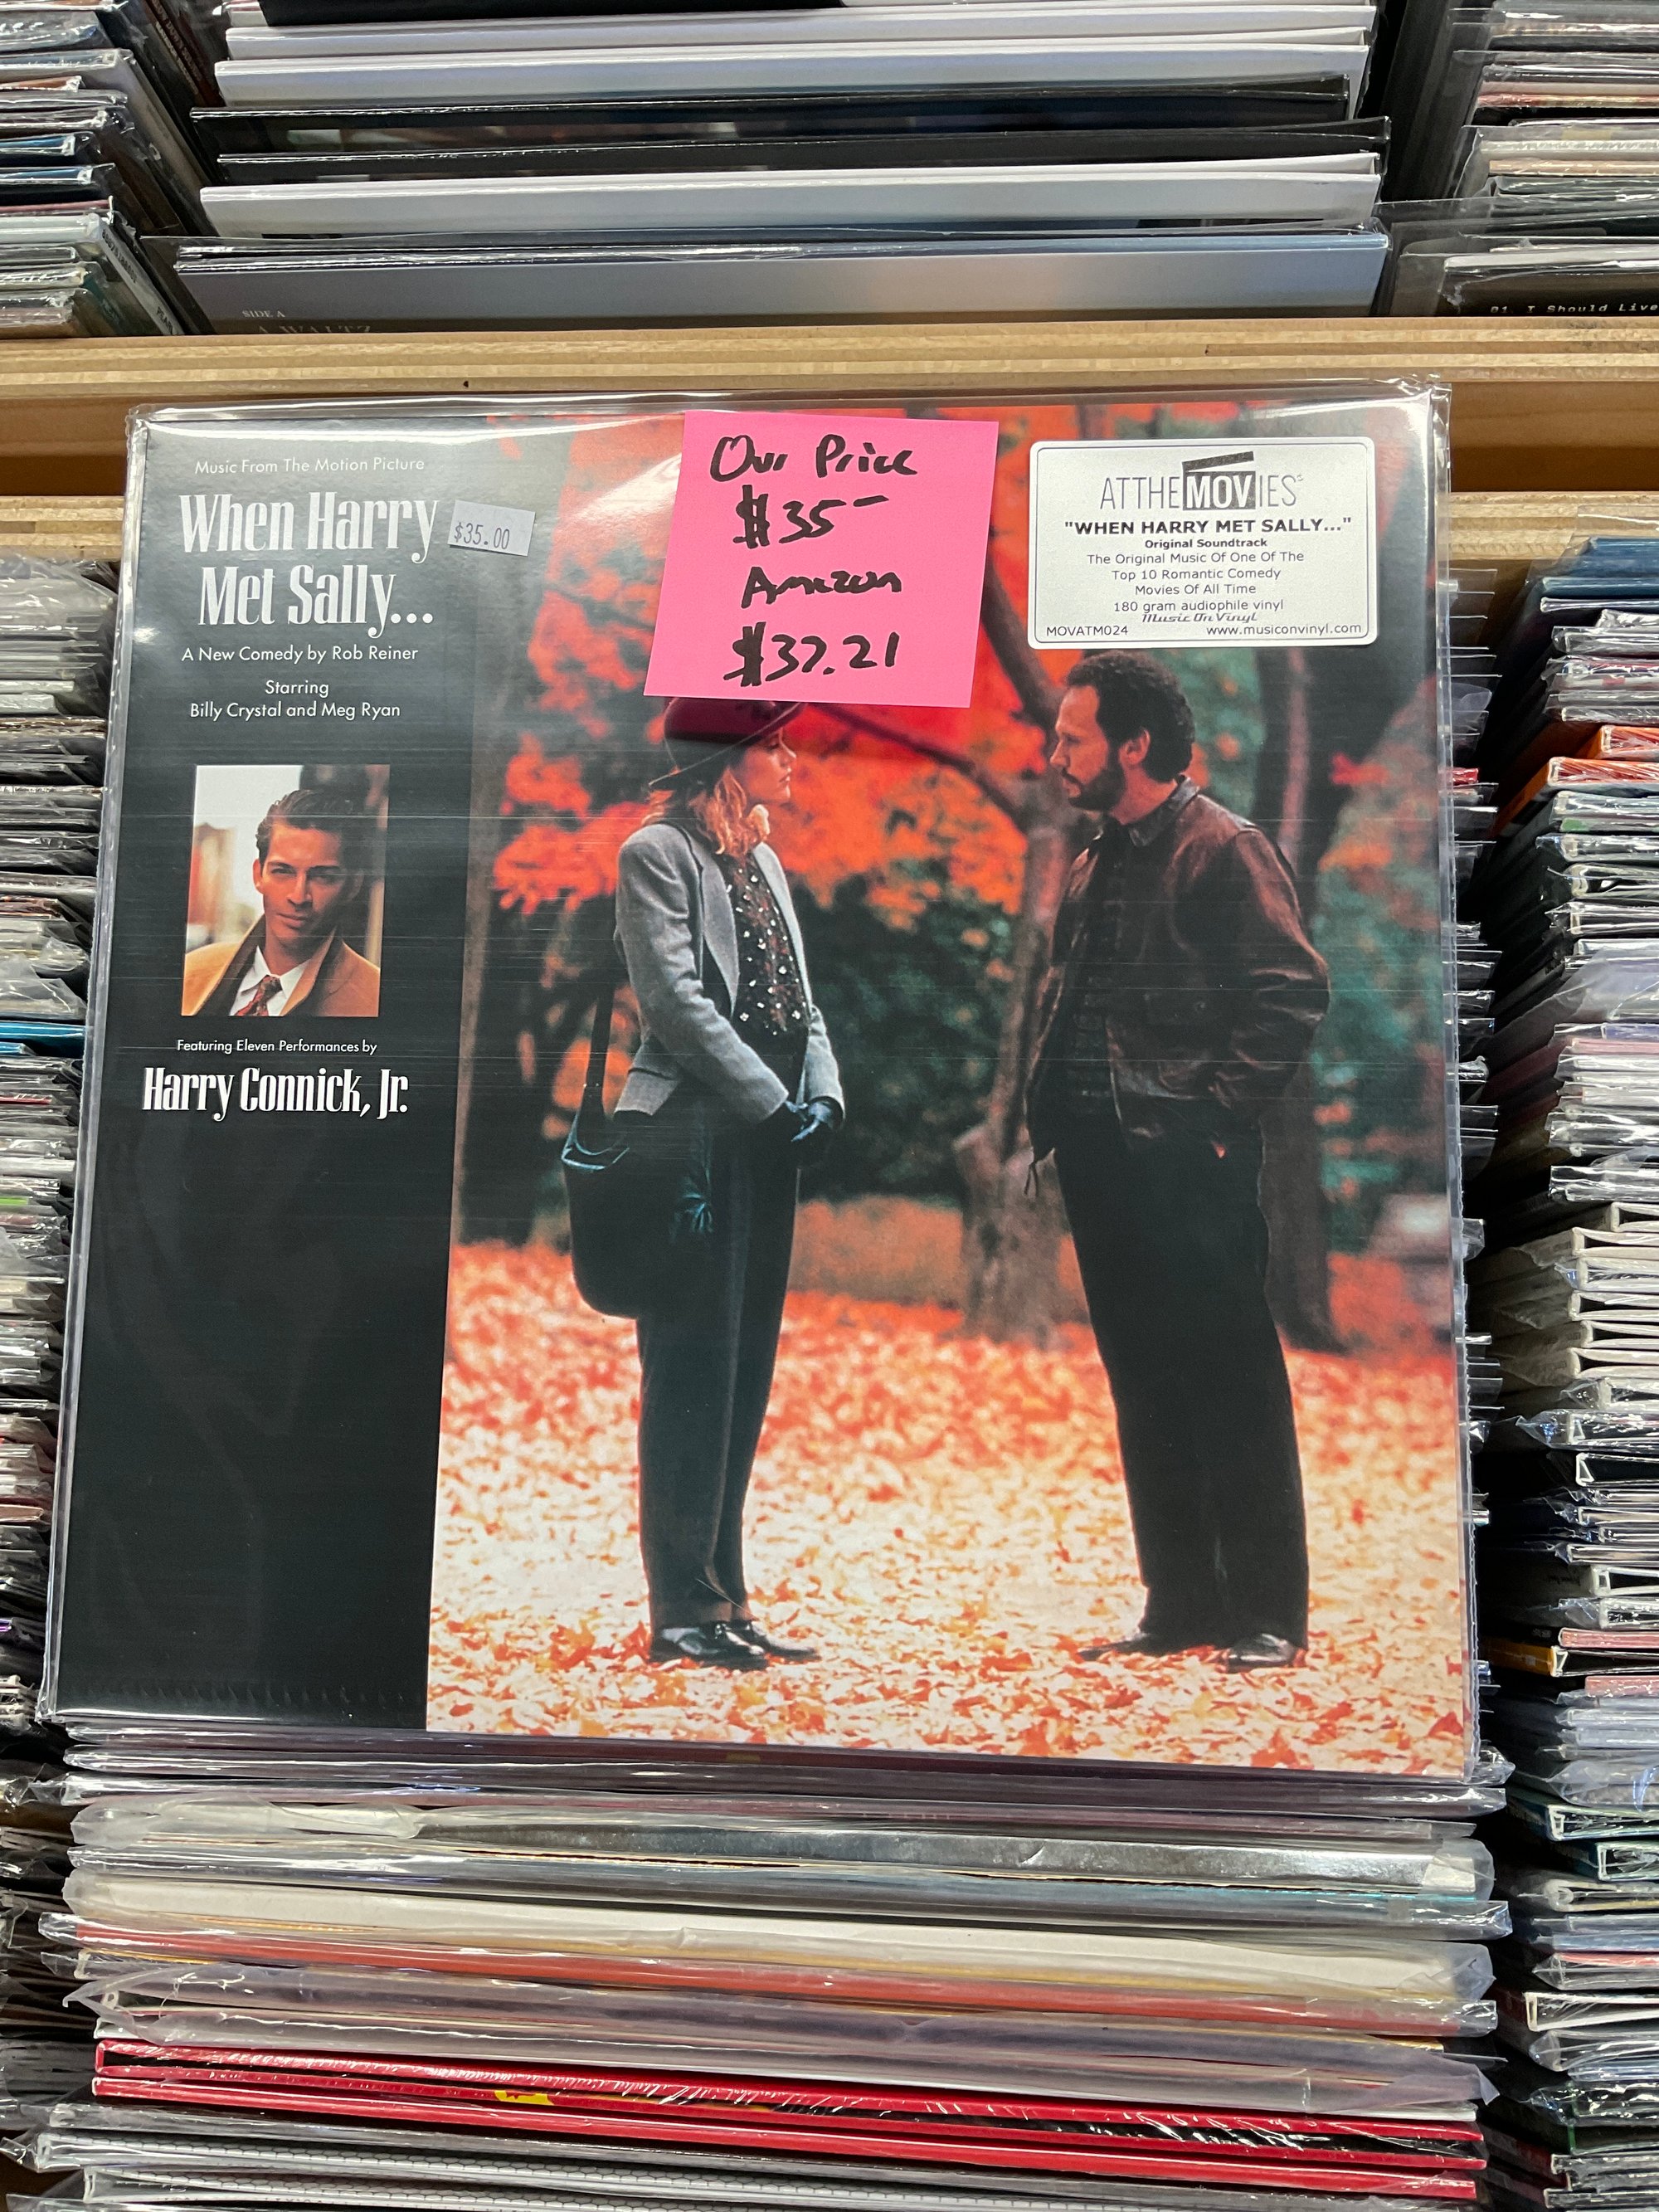 SIDE A
A WALTZ
01 I Should Live
Music From The Motion Picture
When Harry
Met Sally...
$35.00
A New Comedy by Rob Reiner
Starring
Billy Crystal and Meg Ryan
Featuring Eleven Performances by
Harry Connick, Jr.
Our Price
$35-
Amazon
$37.21
ATTHEMOVIES
"WHEN HARRY MET SALLY..."
Original Soundtrack
The Original Music Of One Of The
Top 10 Romantic Comedy
Movies Of All Time
180 gram audiophile vinyl
Music On Vinyl
MOVATM024 www.musiconvinyl.com